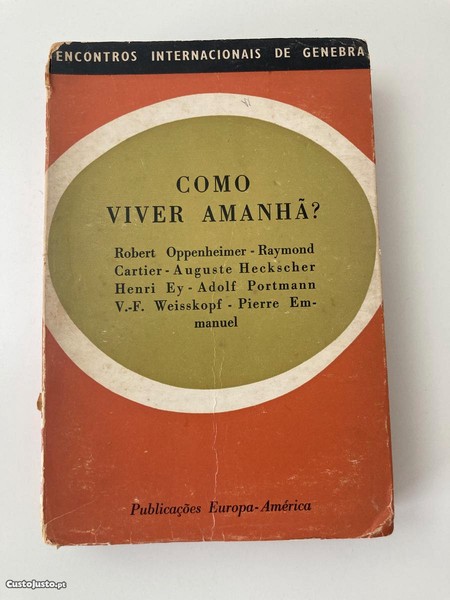 ENCONTROS INTERNACIONAIS DE GENEBRA
COMO
VIVER AMANHÃ?
Robert Oppenheimer - Raymond
Cartier - Auguste Heckscher
Henri Ey - Adolf Portmann
V.-F. Weisskopf - Pierre Em-
manuel
Publicações Europa-América
CustoJusto.pt